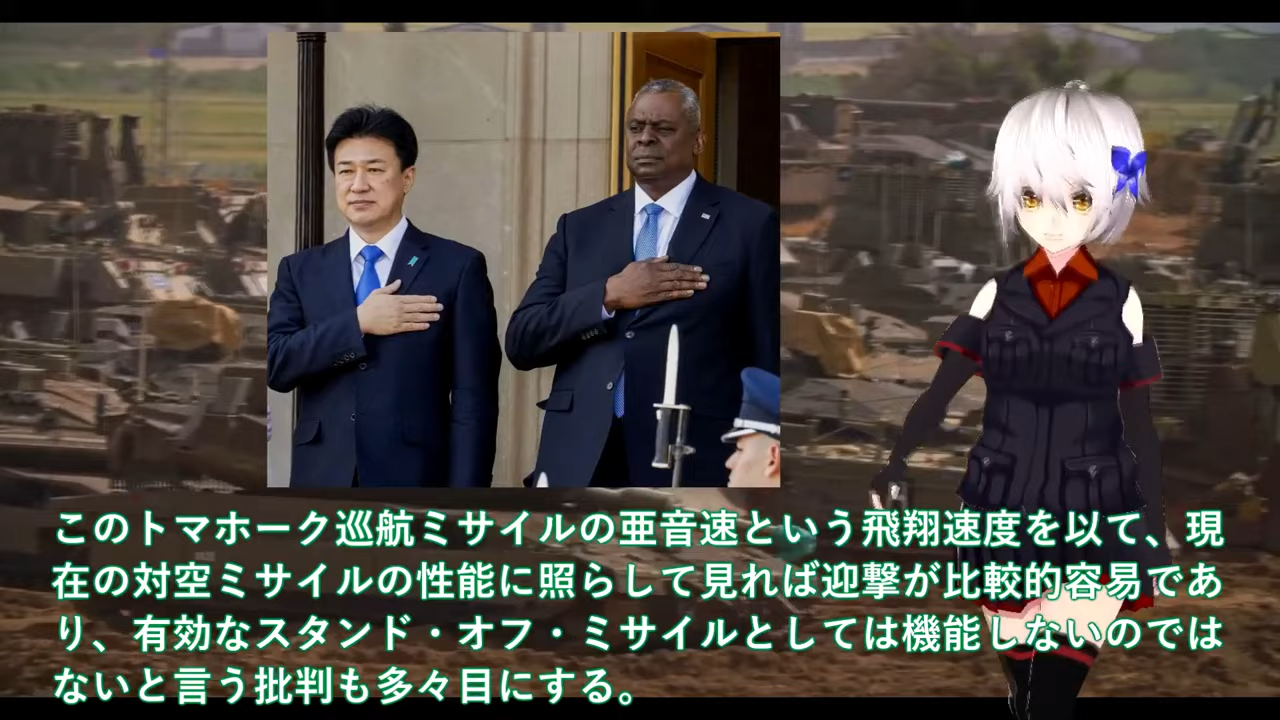 このトマホーク巡航ミサイルの亜音速という飛翔速度を以て、現
在の対空ミサイルの性能に照らして見れば迎撃が比較的容易であ
り、有効なスタンド・オフ・ミサイルとしては機能しないのでは
ないと言う批判も多々目にする。